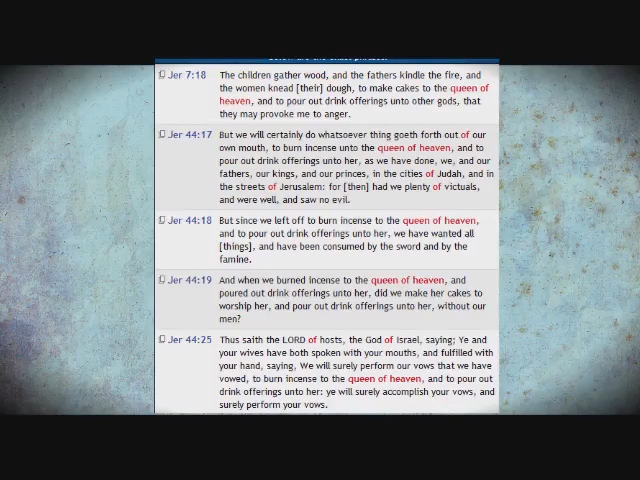 Jer 7:18 The children gather wood, and the fathers kindle the fire, and
the women knead [their] dough, to make cakes to the queen of
heaven, and to pour out drink offerings unto other gods, that
they may provoke me to anger.
Jer 44:17 But we will certainly do whatsoever thing goeth forth out of our
own mouth, to burn incense unto the queen of heaven, and to
pour out drink offerings unto her, as we have done, we, and our
fathers, our kings, and our princes, in the cities of Judah, and in
the streets of Jerusalem: for [then] had we plenty of victuals,
and were well, and saw no evil.
Jer 44:18 But since we left off to burn incense to the queen of heaven,
and to pour out drink offerings unto her, we have wanted all
[things], and have been consumed by the sword and by the
famine.
Jer 44:19 And when we burned incense to the queen of heaven, and
poured out drink offerings unto her, did we make her cakes to
worship her, and pour out drink offerings unto her, without our
men?
Jer 44:25 Thus saith the LORD of hosts, the God of Israel, saying; Ye and
your wives have both spoken with your mouths, and fulfilled with
your hand, saying, We will surely perform our vows that we have
vowed, to burn incense to the queen of heaven, and to pour out
drink offerings unto her: ye will surely accomplish your vows, and
surely perform your vows.